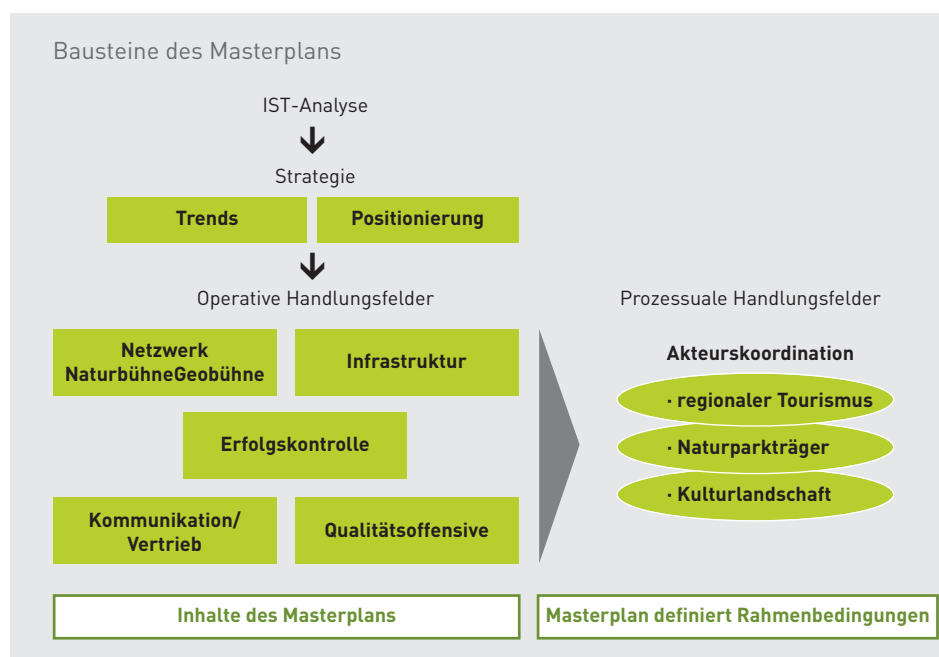 Bausteine des Masterplans
IST-Analyse
Strategie
Trends
Positionierung
Operative Handlungsfelder
Netzwerk
NaturbühneGeobühne
Infrastruktur
Erfolgskontrolle
Kommunikation/
Vertrieb
Qualitätsoffensive
Inhalte des Masterplans
Prozessuale Handlungsfelder
Akteurskoordination
· regionaler Tourismus
· Naturparkträger
· Kulturlandschaft
Masterplan definiert Rahmenbedingungen